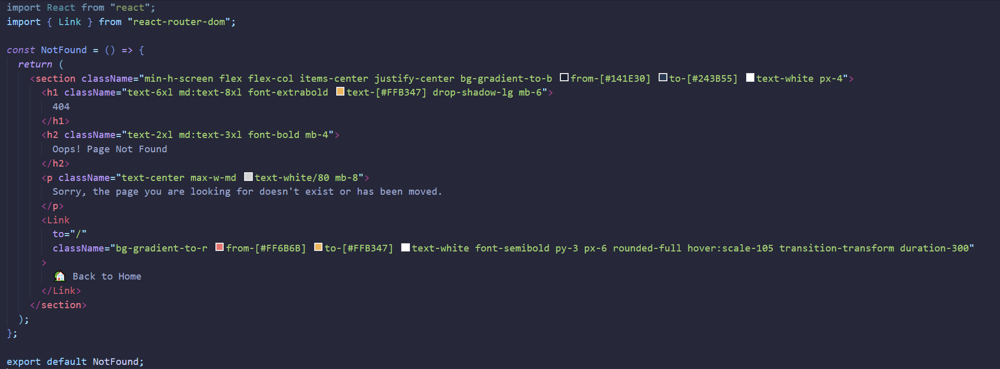 import React from "react";
import { Link } from "react-router-dom";

const NotFound = () => {
  return (
    <section className="min-h-screen flex flex-col items-center justify-center bg-gradient-to-b from-[#141E30] to-[#243B55] text-white px-4">
      <h1 className="text-6xl md:text-8xl font-extrabold text-[#FFB347] drop-shadow-lg mb-6">
        404
      </h1>
      <h2 className="text-2xl md:text-3xl font-bold mb-4">
        Oops! Page Not Found
      </h2>
      <p className="text-center max-w-md text-white/80 mb-8">
        Sorry, the page you are looking for doesn't exist or has been moved.
      </p>
      <Link
        to="/"
        className="bg-gradient-to-r from-[#FF6B6B] to-[#FFB347] text-white font-semibold py-3 px-6 rounded-full hover:scale-105 transition-transform duration-300"
      >
        🏡 Back to Home
      </Link>
    </section>
  );
};

export default NotFound;